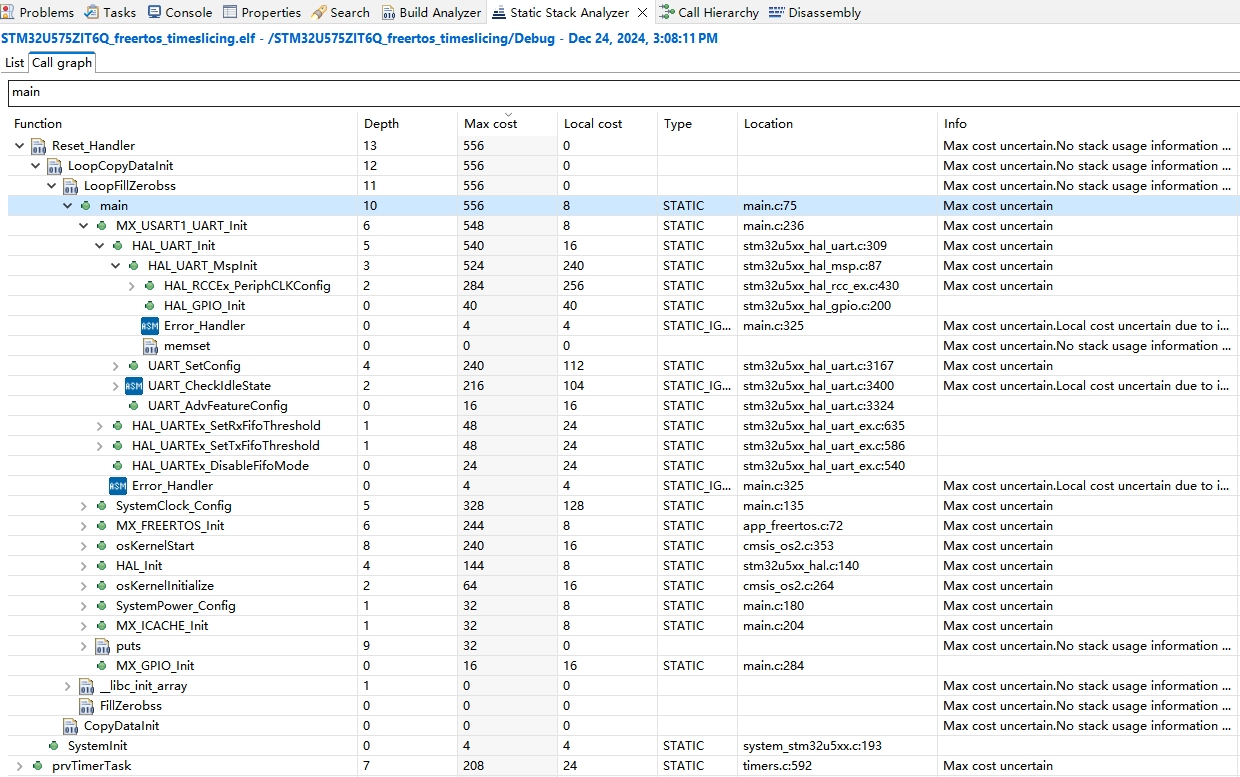 Problems Tasks Console Properties Search Build Analyzer Static Stack Analyzer Call Hierarchy Disassembly
STM32U575ZIT6Q_freertos_timeslicing.elf - /STM32U575ZIT6Q_freertos_timeslicing/Debug - Dec 24, 2024, 3:08:11 PM
List Call graph
main
Function Depth Max cost Local cost Type Location Info
Reset_Handler 13 556 0 Max cost uncertain.No stack usage information ...
LoopCopyDataInit 12 556 0 Max cost uncertain.No stack usage information ...
LoopFillZerobss 11 556 0 Max cost uncertain.No stack usage information ...
main 10 556 8 STATIC main.c:75 Max cost uncertain
MX_USART1_UART_Init 6 548 8 STATIC main.c:236 Max cost uncertain
HAL_UART_Init 5 540 16 STATIC stm32u5xx_hal_uart.c:309 Max cost uncertain
HAL_UART_MspInit 3 524 240 STATIC stm32u5xx_hal_msp.c:87 Max cost uncertain
HAL_RCCEx_PeriphCLKConfig 2 284 256 STATIC stm32u5xx_hal_rcc_ex.c:430 Max cost uncertain
HAL_GPIO_Init 0 40 40 STATIC stm32u5xx_hal_gpio.c:200
ASM Error_Handler 0 4 4 STATIC_IG... main.c:325 Max cost uncertain.Local cost uncertain due to i...
memset 0 0 0 Max cost uncertain.No stack usage information ...
UART_SetConfig 4 240 112 STATIC stm32u5xx_hal_uart.c:3167 Max cost uncertain
ASM UART_CheckIdleState 2 216 104 STATIC_IG... stm32u5xx_hal_uart.c:3400 Max cost uncertain.Local cost uncertain due to i...
UART_AdvFeatureConfig 0 16 16 STATIC stm32u5xx_hal_uart.c:3324
HAL_UARTEx_SetRxFifoThreshold 1 48 24 STATIC stm32u5xx_hal_uart_ex.c:635
HAL_UARTEx_SetTxFifoThreshold 1 48 24 STATIC stm32u5xx_hal_uart_ex.c:586
HAL_UARTEx_DisableFifoMode 0 24 24 STATIC stm32u5xx_hal_uart_ex.c:540
ASM Error_Handler 0 4 4 STATIC_IG... main.c:325 Max cost uncertain.Local cost uncertain due to i...
SystemClock_Config 5 328 128 STATIC main.c:135 Max cost uncertain
MX_FREERTOS_Init 6 244 8 STATIC app_freertos.c:72 Max cost uncertain
osKernelStart 8 240 16 STATIC cmsis_os2.c:353 Max cost uncertain
HAL_Init 4 144 8 STATIC stm32u5xx_hal.c:140 Max cost uncertain
osKernelInitialize 2 64 16 STATIC cmsis_os2.c:264 Max cost uncertain
SystemPower_Config 1 32 8 STATIC main.c:180 Max cost uncertain
MX_ICACHE_Init 1 32 8 STATIC main.c:204 Max cost uncertain
puts 9 32 0 Max cost uncertain.No stack usage information ...
MX_GPIO_Init 0 16 16 STATIC main.c:284
__libc_init_array 1 0 0 Max cost uncertain.No stack usage information ...
FillZerobss 0 0 0 Max cost uncertain.No stack usage information ...
CopyDataInit 0 0 0 Max cost uncertain.No stack usage information ...
SystemInit 0 4 4 STATIC system_stm32u5xx.c:193
prvTimerTask 7 208 24 STATIC timers.c:592 Max cost uncertain